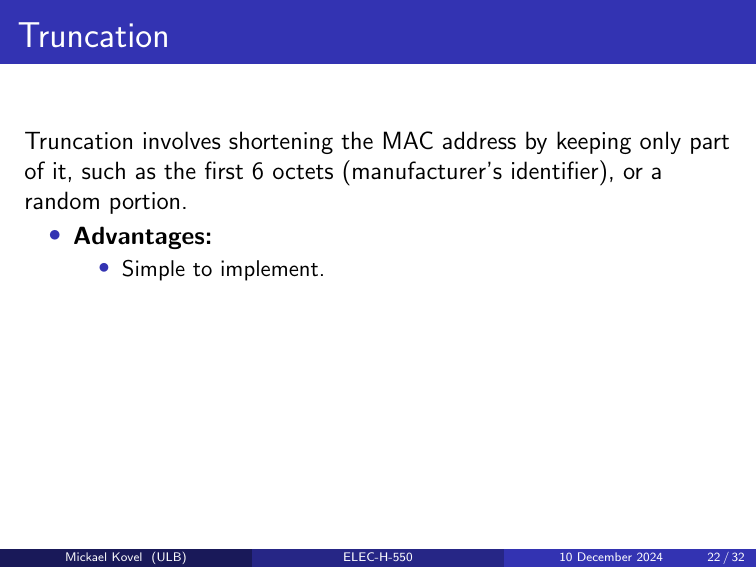 Truncation
Truncation involves shortening the MAC address by keeping only part
of it, such as the first 6 octets (manufacturer's identifier), or a
random portion.
• Advantages:
• Simple to implement.
Mickael Kovel (ULB) ELEC-H-550 10 December 2024 22 / 32